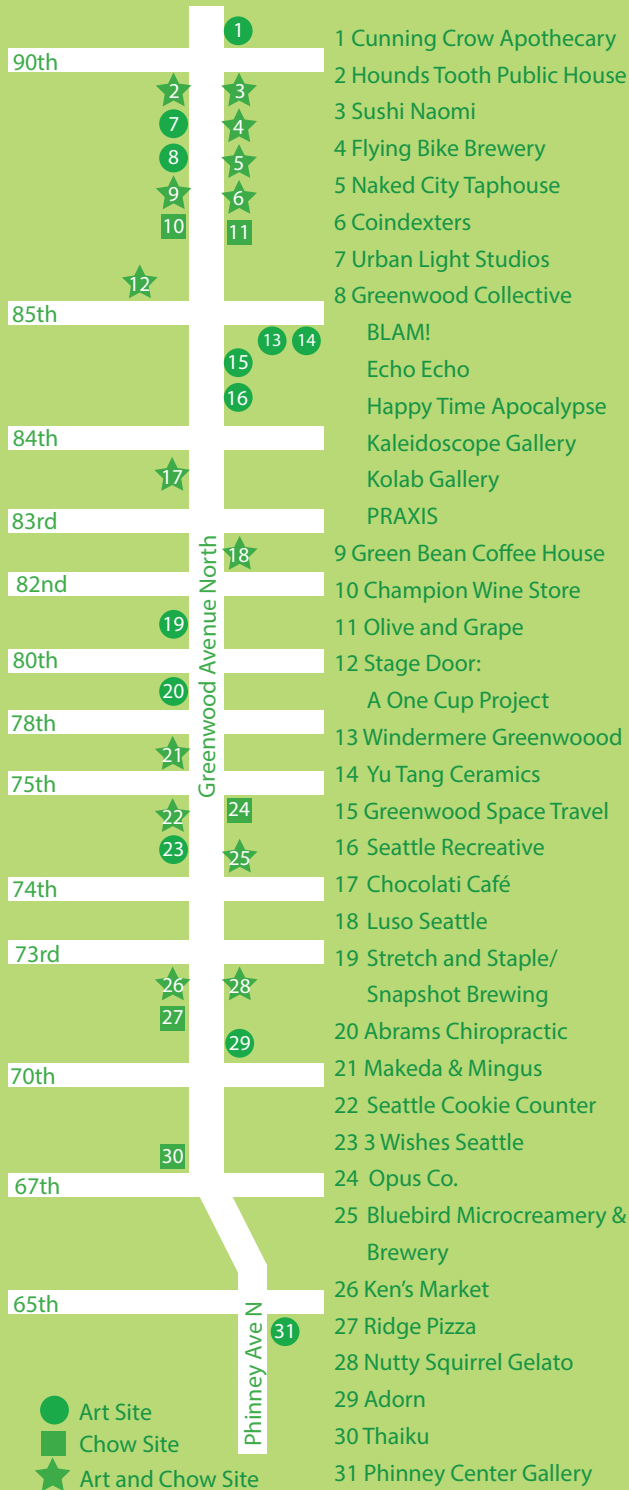 1
90th
2
3
7
4
8
5
9
6
10
11
12
85th
13
14
15
16
84th
17
83rd
18
82nd
19
80th
20
78th
21
75th
22
24
23
25
74th
73rd
26
28
27
29
70th
30
67th
65th
31
Greenwood Avenue North
Phinney Ave N
Art Site
Chow Site
Art and Chow Site
1 Cunning Crow Apothecary
2 Hounds Tooth Public House
3 Sushi Naomi
4 Flying Bike Brewery
5 Naked City Taphouse
6 Coindexters
7 Urban Light Studios
8 Greenwood Collective
BLAM!
Echo Echo
Happy Time Apocalypse
Kaleidoscope Gallery
Kolab Gallery
PRAXIS
9 Green Bean Coffee House
10 Champion Wine Store
11 Olive and Grape
12 Stage Door:
A One Cup Project
13 Windermere Greenwoood
14 Yu Tang Ceramics
15 Greenwood Space Travel
16 Seattle Recreative
17 Chocolati Café
18 Luso Seattle
19 Stretch and Staple/
Snapshot Brewing
20 Abrams Chiropractic
21 Makeda & Mingus
22 Seattle Cookie Counter
23 3 Wishes Seattle
24 Opus Co.
25 Bluebird Microcreamery &
Brewery
26 Ken's Market
27 Ridge Pizza
28 Nutty Squirrel Gelato
29 Adorn
30 Thaiku
31 Phinney Center Gallery